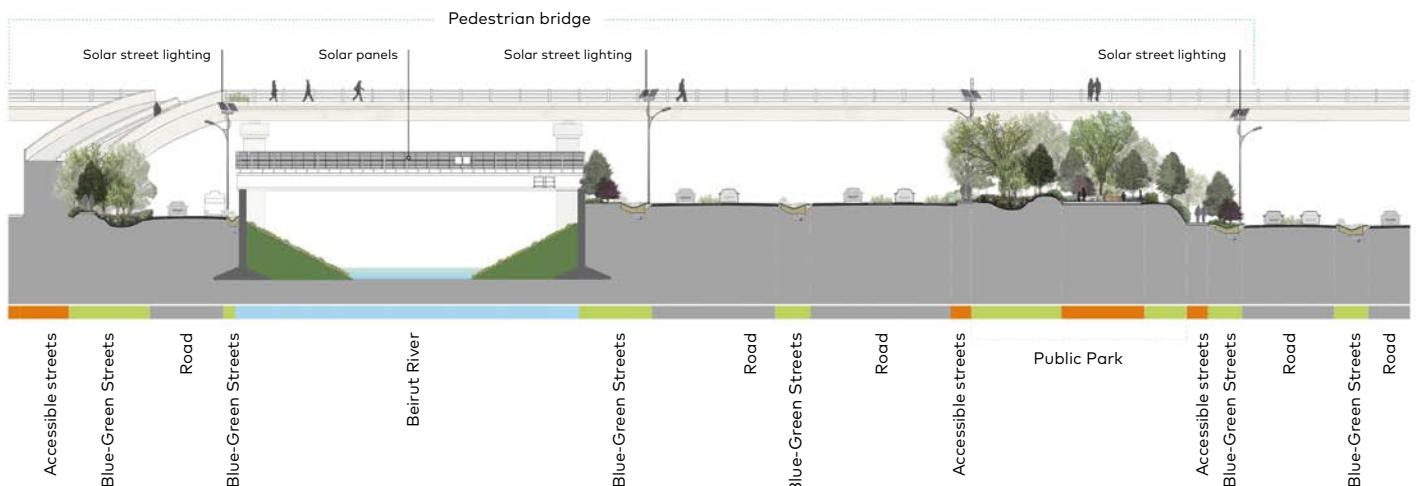 Pedestrian bridge
Solar street lighting
Solar panels
Solar street lighting
Solar street lighting
Accessible streets
Blue-Green Streets
Road
Blue-Green Streets
Beirut River
Blue-Green Streets
Road
Blue-Green Streets
Road
Accessible streets
Public Park
Accessible streets
Blue-Green Streets
Road
Blue-Green Streets
Road